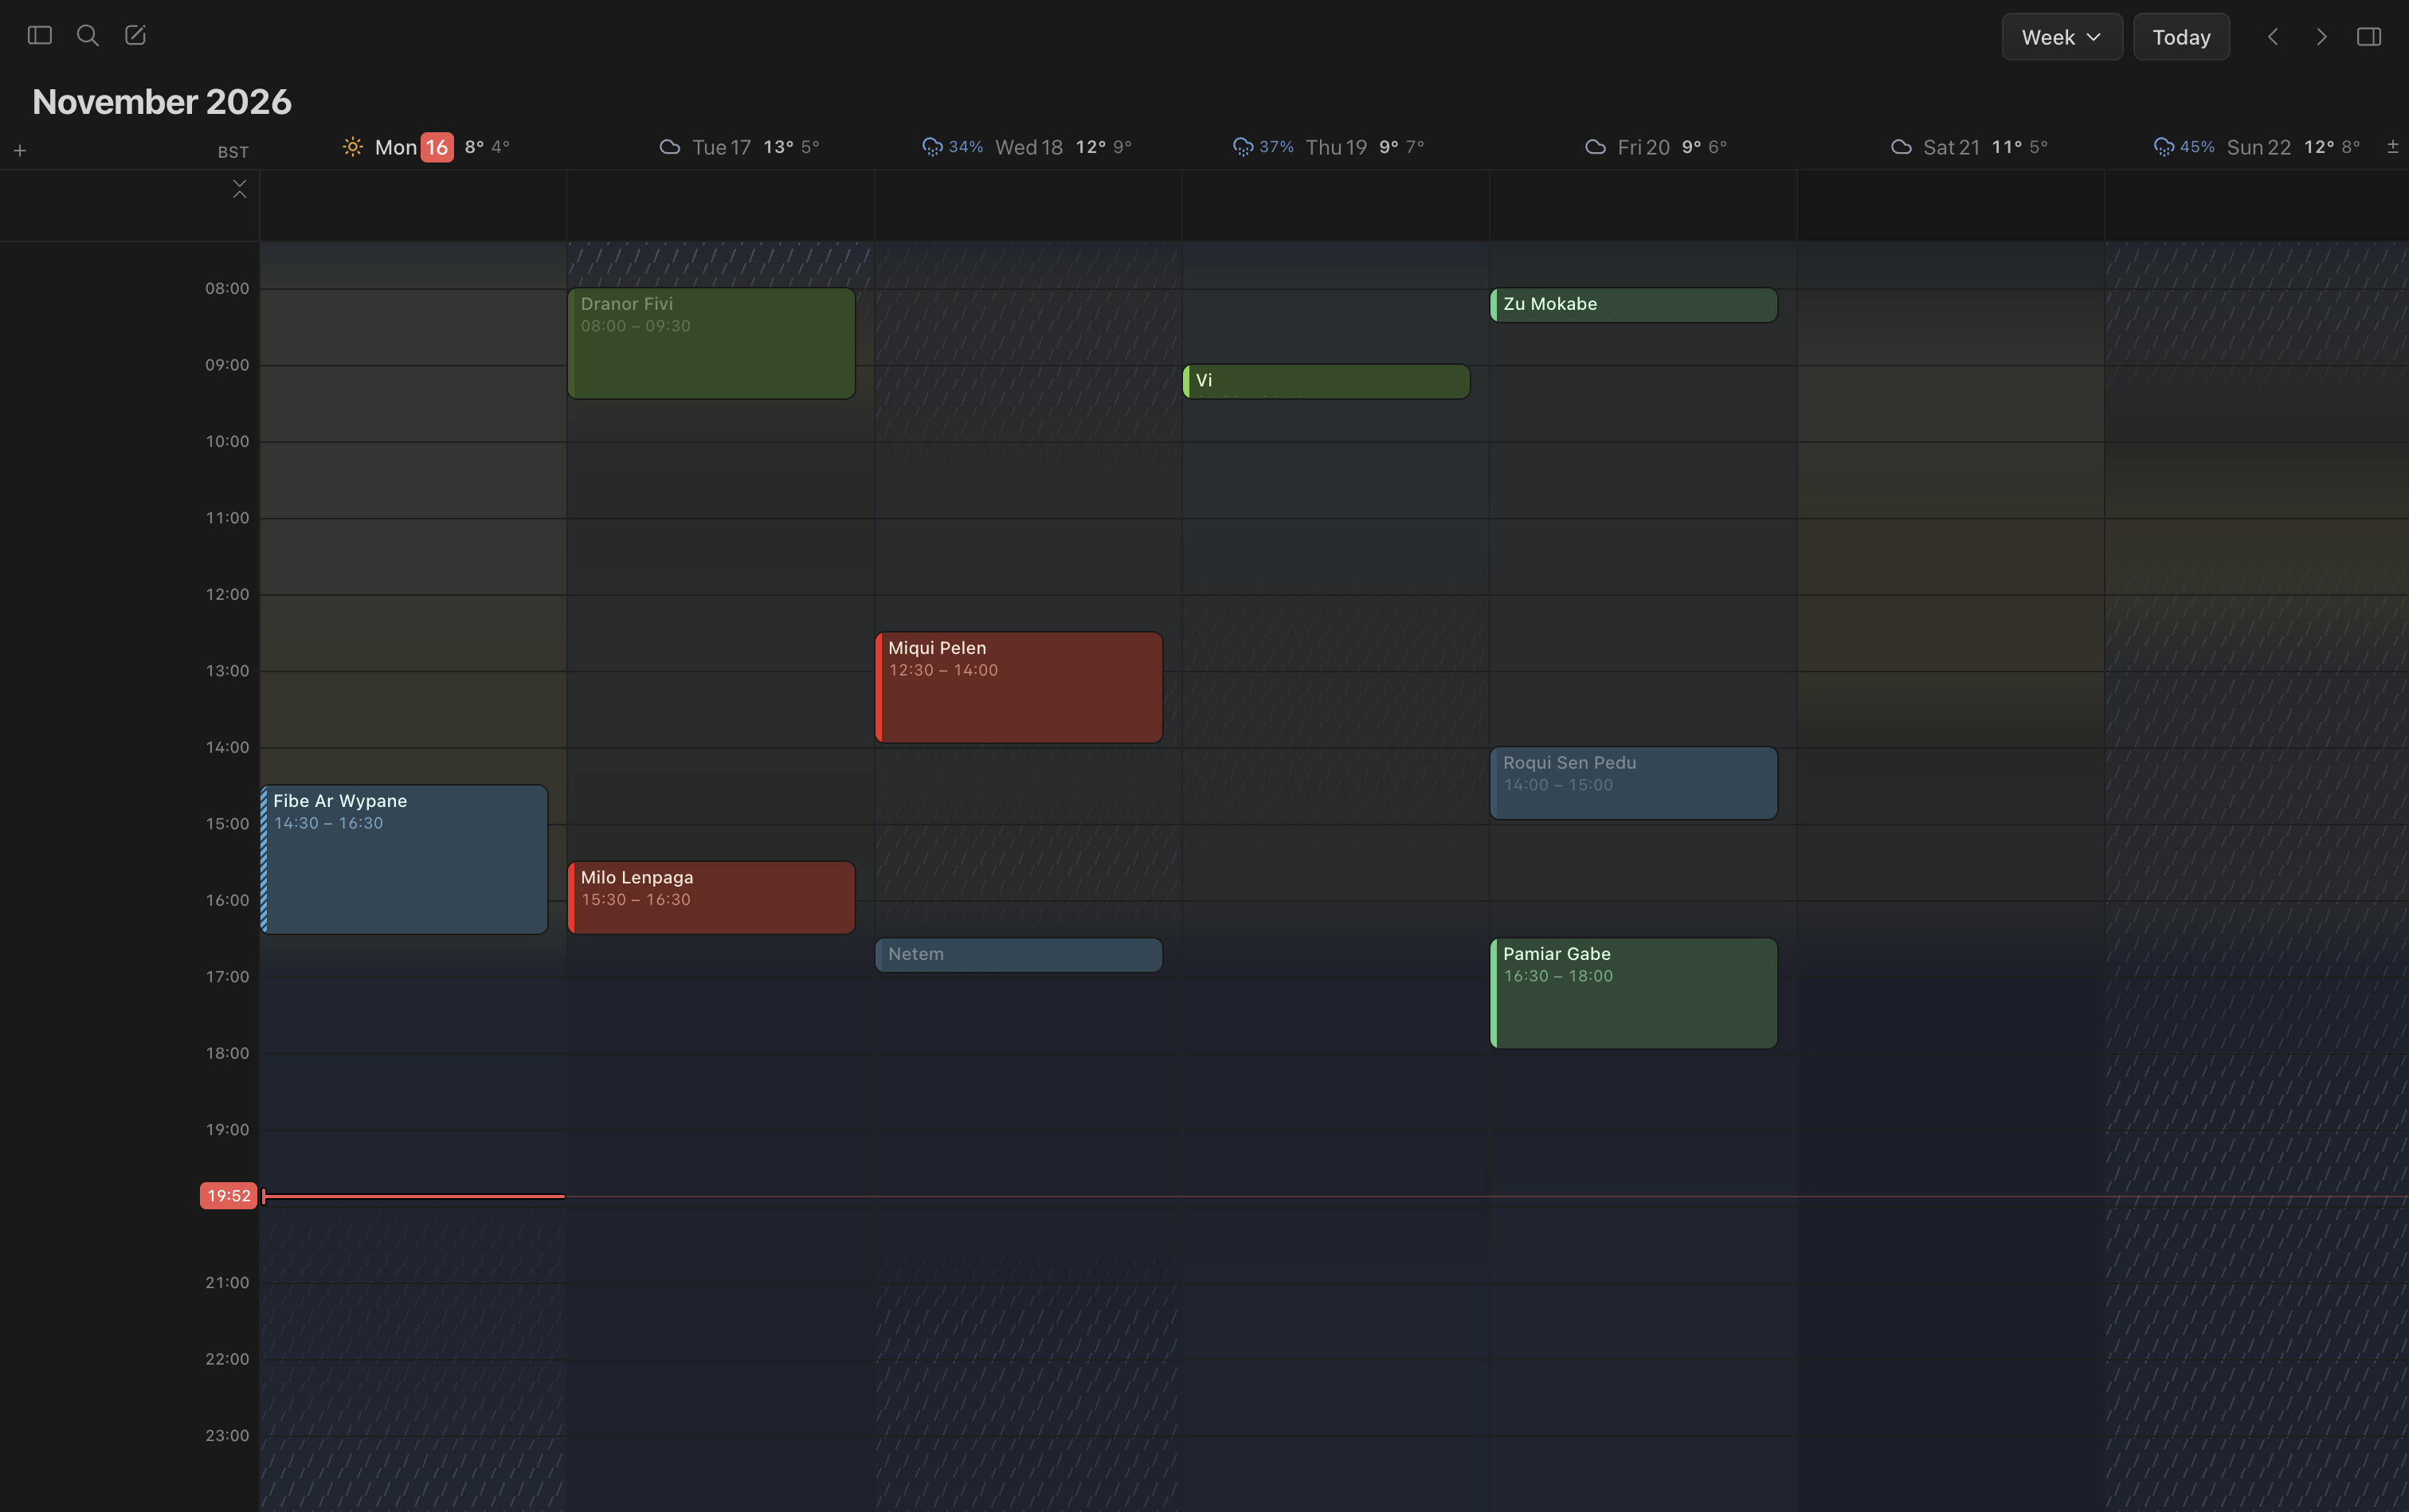 Week
Today
November 2026
BST
Mon 16 8° 4°
Tue 17 13° 5°
34% Wed 18 12° 9°
37% Thu 19 9° 7°
Fri 20 9° 6°
Sat 21 11° 5°
45% Sun 22 12° 8°
08:00
09:00
10:00
11:00
12:00
13:00
14:00
15:00
16:00
17:00
18:00
19:00
19:52
21:00
22:00
23:00
Fibe Ar Wypane
14:30 – 16:30
Dranor Fivi
08:00 – 09:30
Milo Lenpaga
15:30 – 16:30
Miqui Pelen
12:30 – 14:00
Netem
Vi
Zu Mokabe
Roqui Sen Pedu
14:00 – 15:00
Pamiar Gabe
16:30 – 18:00